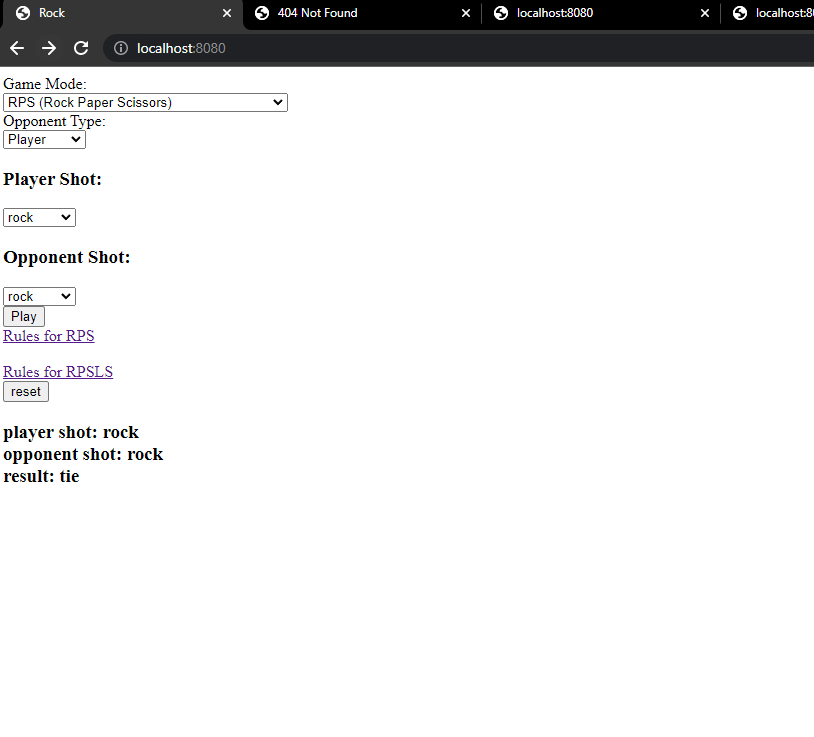 Rock
404 Not Found
localhost:8080
localhost:8
localhost:8080
Game Mode:
RPS (Rock Paper Scissors)
Opponent Type:
Player
Player Shot:
rock
Opponent Shot:
rock
Play
Rules for RPS
Rules for RPSLS
reset
player shot: rock
opponent shot: rock
result: tie